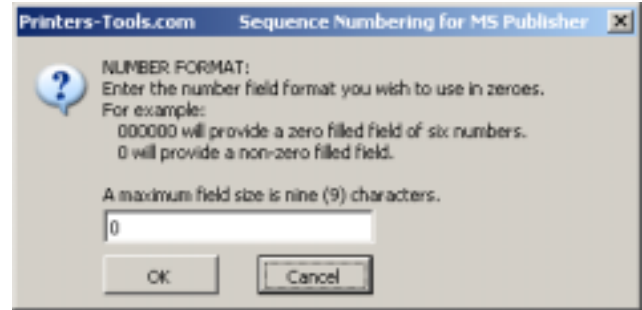 Printers-Tools.com Sequence Numbering for MS Publisher
NUMBER FORMAT:
Enter the number field format you wish to use in zeroes.
For example:
000000 will provide a zero filled field of six numbers.
0 will provide a non-zero filled field.
A maximum field size is nine (9) characters.
0
OK Cancel